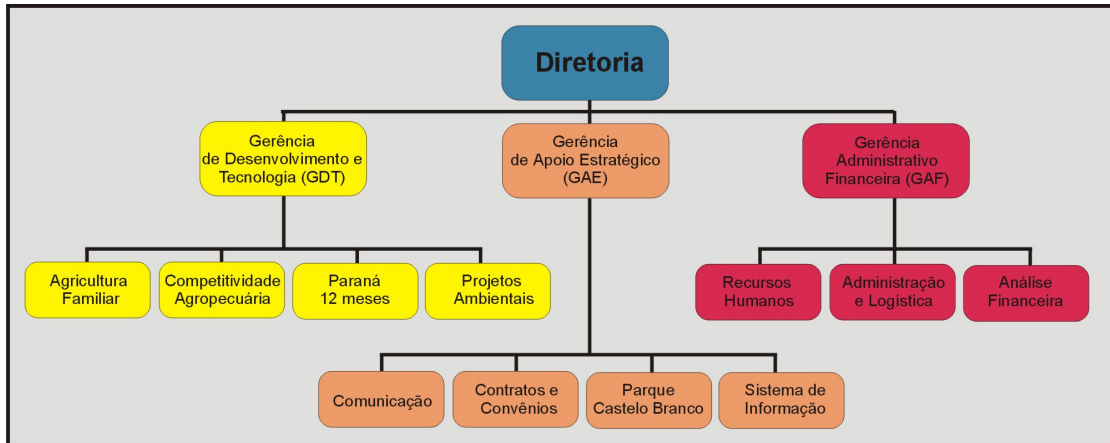 Diretoria
Gerência
de Desenvolvimento e
Tecnologia (GDT)
Gerência
de Apoio Estratégico
(GAE)
Gerência
Administrativo
Financeira (GAF)
Agricultura
Familiar
Competitividade
Agropecuária
Paraná
12 meses
Projetos
Ambientais
Recursos
Humanos
Administração
e Logistica
Análise
Financeira
Comunicação
Contratos e
Convênios
Parque
Castelo Branco
Sistema de
Informação